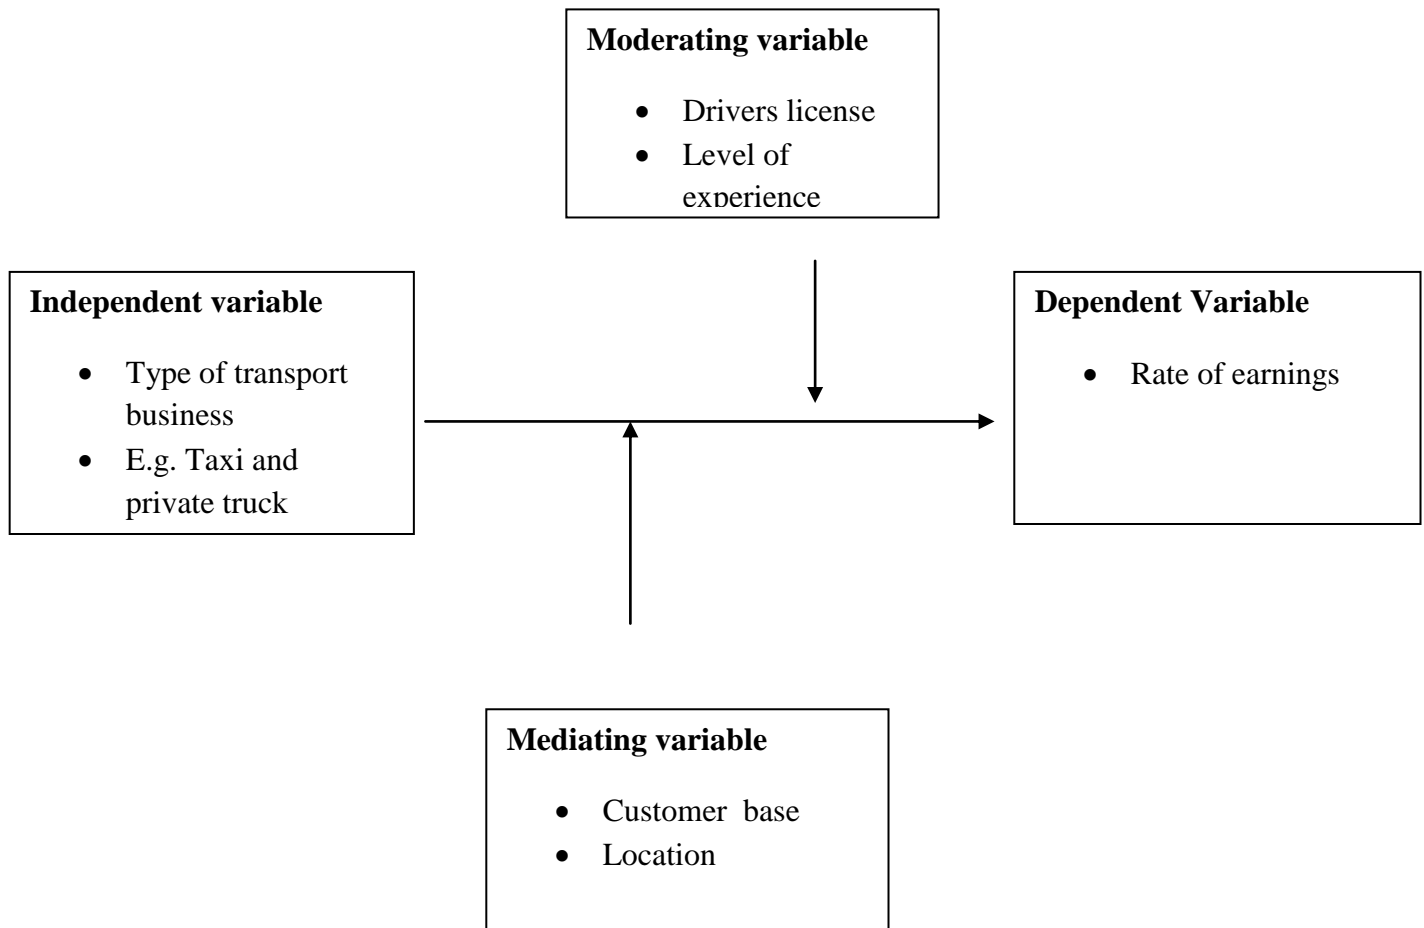 Moderating variable
• Drivers license
• Level of
experience
Independent variable
• Type of transport
business
• E.g. Taxi and
private truck
Dependent Variable
• Rate of earnings
Mediating variable
• Customer base
• Location